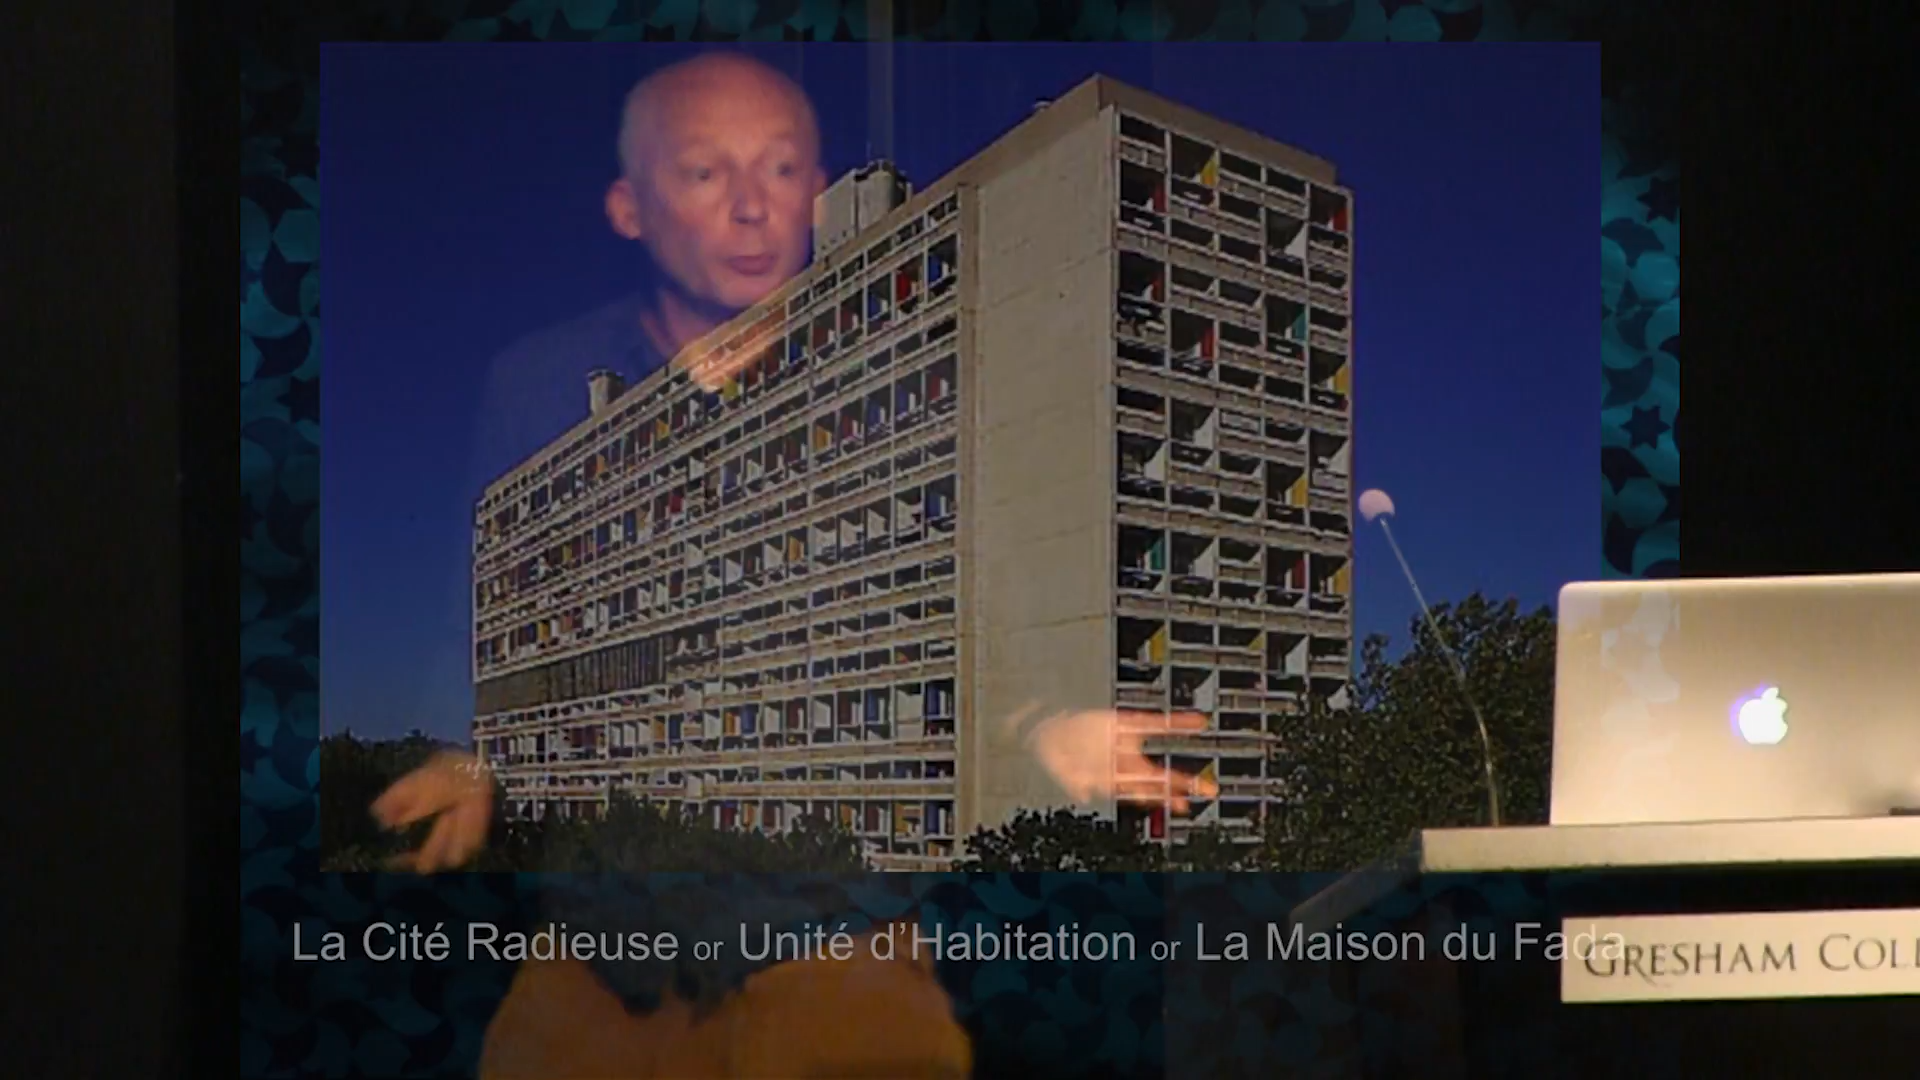 La Cité Radieuse or Unité d’Habitation or La Maison du Fada
GRESHAM COLL